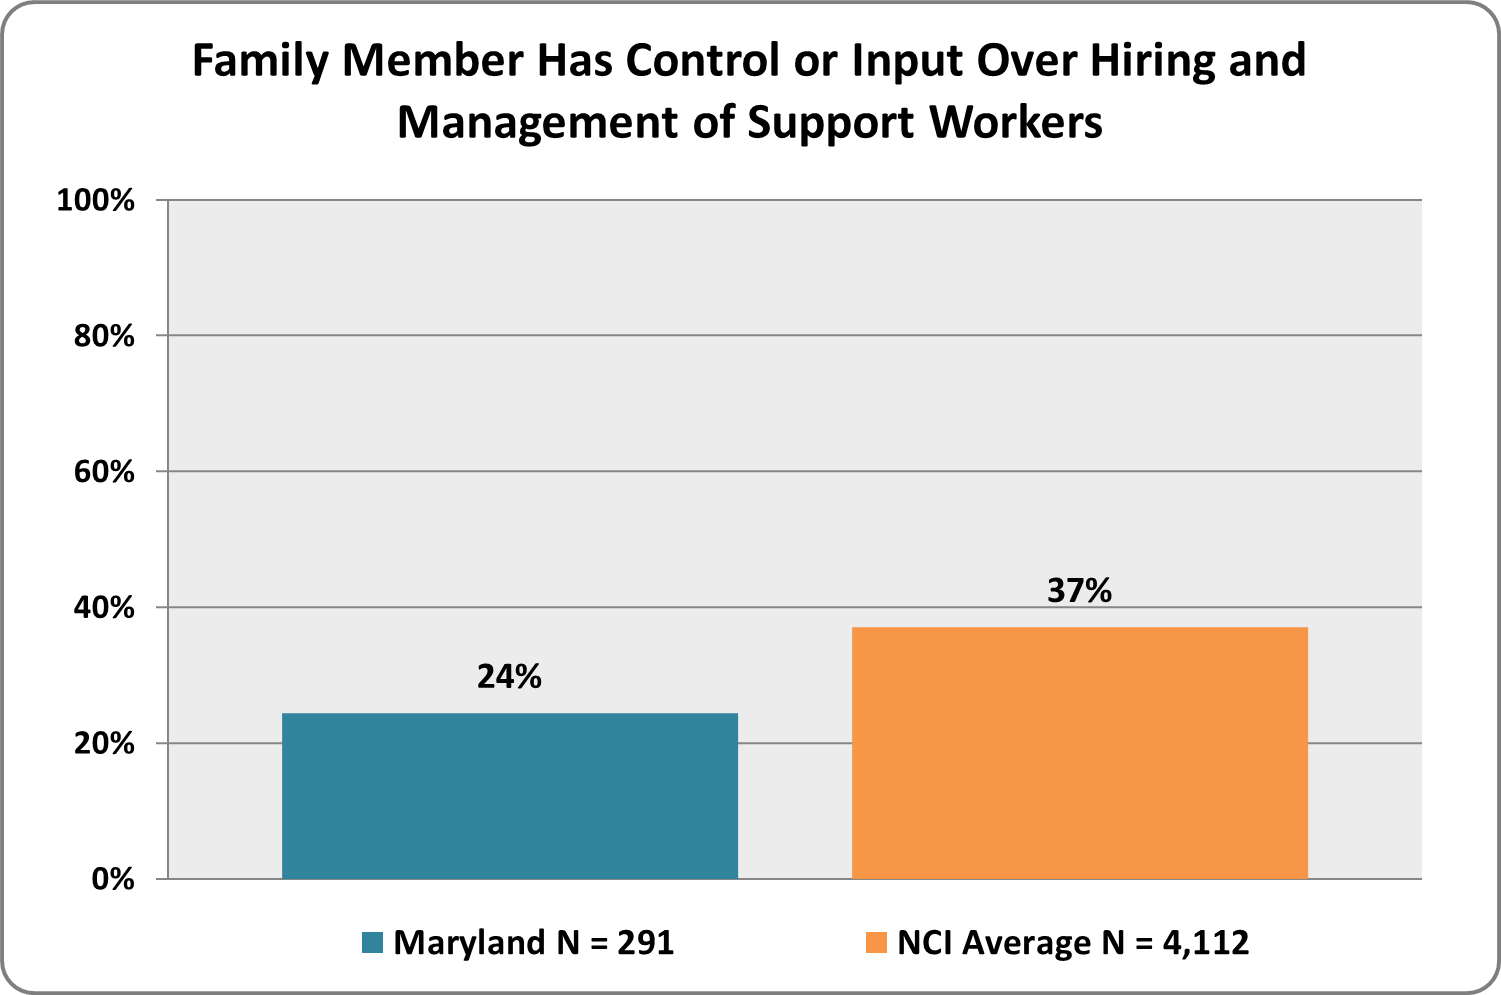 Family Member Has Control or Input Over Hiring and
Management of Support Workers
100%
80%
60%
40%
20%
0%
24%
37%
Maryland N = 291
NCI Average N = 4,112